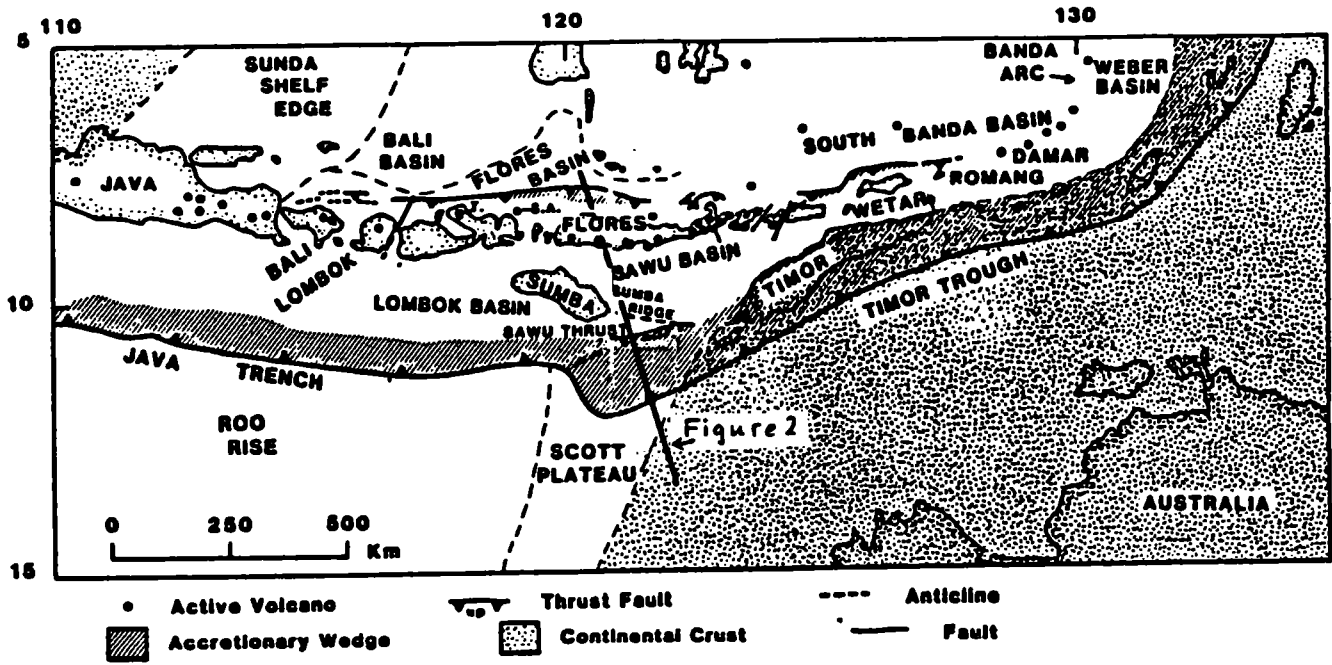 110
120
130
5
SUNDA
SHELF
EDGE
BANDA
ARC
WEBER
BASIN
BALI
BASIN
SOUTH BANDA BASIN
FLORES
BASIN
DAMAR
ROMANG
JAVA
WETAR
S.A.
FLORES
BALI
LOMBOK
SAWU BASIN
TIMOR
SUMBA
SUMBA
RIDGE
10
LOMBOK BASIN
SAWU THRUST
TIMOR TROUGH
JAVA TRENCH
ROO
RISE
Figure 2
SCOTT
PLATEAU
AUSTRALIA
0 250 500
Km
15
Active Volcano
Thrust Fault
up
Anticline
Accretionary Wedge
Continental Crust
Fault